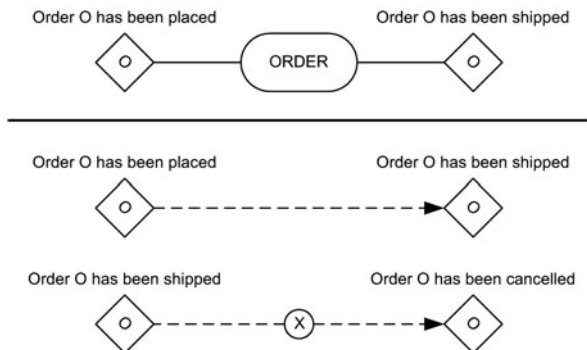 Order O has been placed Order O has been shipped
O ORDER O
Order O has been placed Order O has been shipped
O O
Order O has been shipped Order O has been cancelled
O X O